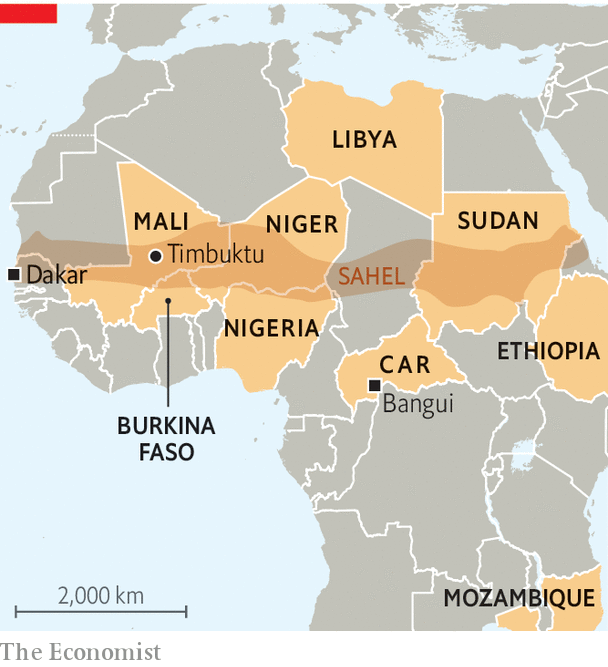 LIBYA
MALI
NIGER
SUDAN
Timbuktu
Dakar
SAHEL
NIGERIA
ETHIOPIA
CAR
Bangui
BURKINA
FASO
2,000 km
MOZAMBIQUE
The Economist